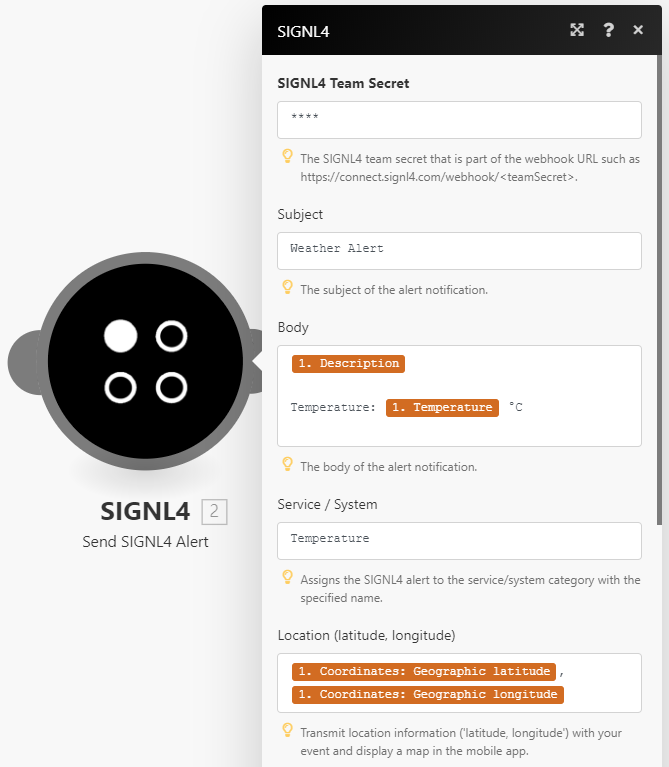 SIGNL4
SIGNL4 Team Secret
****
The SIGNL4 team secret that is part of the webhook URL such as
https://connect.signl4.com/webhook/<teamSecret>.
Subject
Weather Alert
The subject of the alert notification.
Body
1. Description
Temperature: 1. Temperature °C
The body of the alert notification.
Service / System
Temperature
Assigns the SIGNL4 alert to the service/system category with the
specified name.
Location (latitude, longitude)
1. Coordinates: Geographic latitude ,
1. Coordinates: Geographic longitude
Transmit location information ('latitude, longitude') with your
event and display a map in the mobile app.
SIGNL4 2
Send SIGNL4 Alert